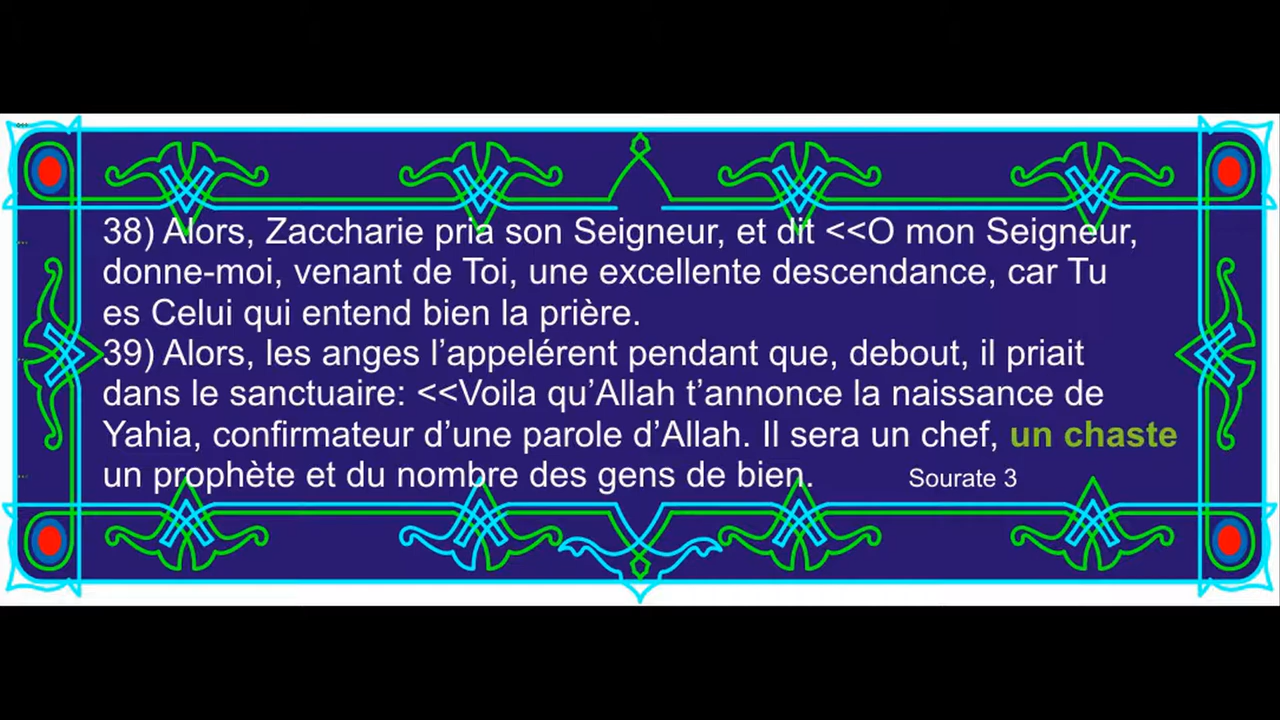 38) Alors, Zaccharie pria son Seigneur, et dit <<O mon Seigneur,
donne-moi, venant de Toi, une excellente descendance, car Tu
es Celui qui entend bien la prière.
39) Alors, les anges l’appelérent pendant que, debout, il priait
dans le sanctuaire: <<Voila qu’Allah t’annonce la naissance de
Yahia, confirmateur d’une parole d’Allah. Il sera un chef, un chaste
un prophète et du nombre des gens de bien. Sourate 3